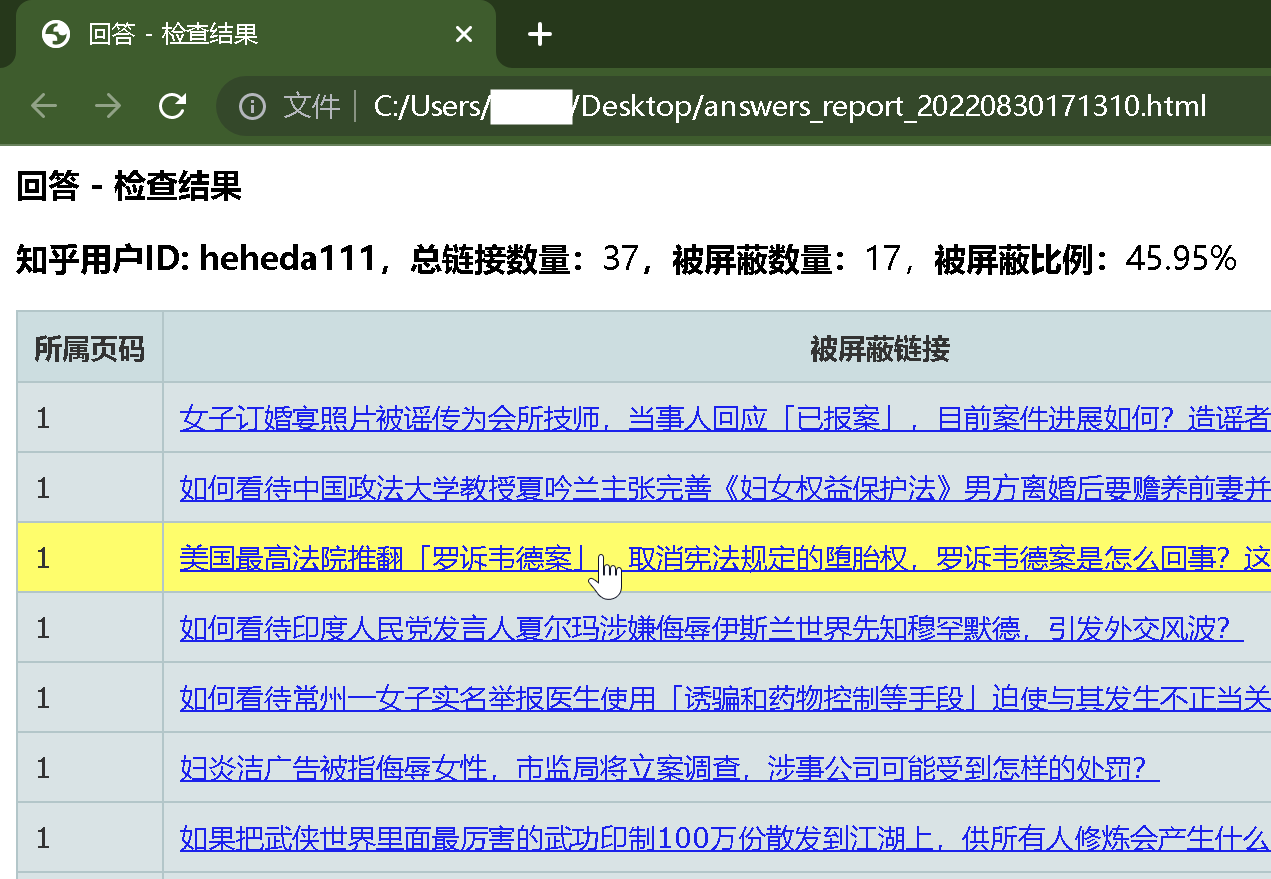 回答 - 检查结果
文件 C:/Users/ /Desktop/answers_report_20220830171310.html
回答 - 检查结果
知乎用户ID: heheda111，总链接数量：37，被屏蔽数量：17，被屏蔽比例：45.95%
所属页码 被屏蔽链接
1 女子订婚宴照片被谣传为会所技师，当事人回应「已报案」，目前案件进展如何？造谣者
1 如何看待中国政法大学教授夏吟兰主张完善《妇女权益保护法》男方离婚后要赡养前妻并
1 美国最高法院推翻「罗诉韦德案」，取消宪法规定的堕胎权，罗诉韦德案是怎么回事？这
1 如何看待印度人民党发言人夏尔玛涉嫌侮辱伊斯兰世界先知穆罕默德，引发外交风波？
1 如何看待常州一女子实名举报医生使用「诱骗和药物控制等手段」迫使与其发生不正当关
1 妇炎洁广告被指侮辱女性，市监局将立案调查，涉事公司可能受到怎样的处罚？
1 如果把武侠世界里面最厉害的武功印制100万份散发到江湖上，供所有人修炼会产生什么